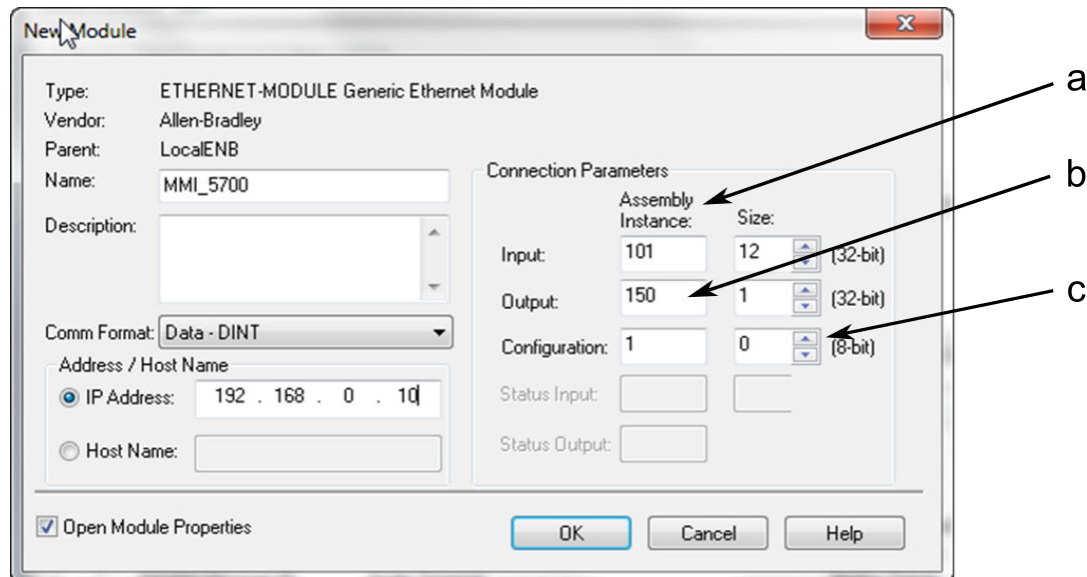 New Module
Type: ETHERNET-MODULE Generic Ethernet Module
Vendor: Allen-Bradley
Parent: LocalENB
Name: MMI_5700
Description:
Comm Format: Data - DINT
Address / Host Name
IP Address: 192 . 168 . 0 . 10
Host Name:
Connection Parameters
Assembly
Instance: Size:
Input: 101 12 (32-bit)
Output: 150 1 (32-bit)
Configuration: 1 0 (8-bit)
Status Input:
Status Output:
Open Module Properties
OK Cancel Help
a
b
c